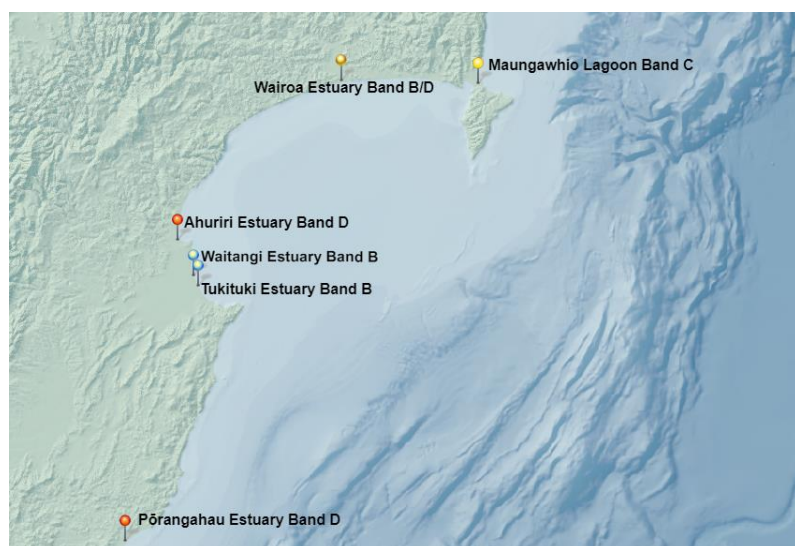 Maungawhio Lagoon Band C
Wairoa Estuary Band B/D
Ahuriri Estuary Band D
Waitangi Estuary Band B
Tukituki Estuary Band B
Pōrangahau Estuary Band D